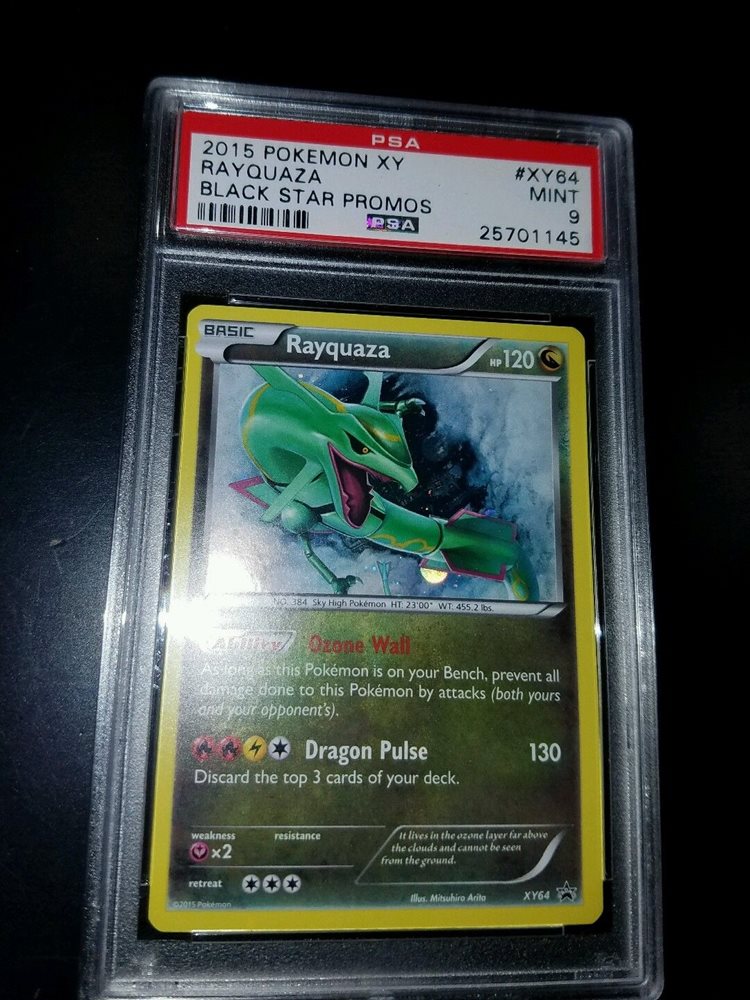 PSA
2015 POKEMON XY #XY64
RAYQUAZA MINT
BLACK STAR PROMOS 9
PSA 25701145
BASIC Rayquaza HP120
NO. 384 Sky High Pokémon HT: 23'00" WT: 455.2 lbs.
Ability Ozone Wall
As long as this Pokémon is on your Bench, prevent all
damage done to this Pokémon by attacks (both yours
and your opponent's).
Dragon Pulse 130
Discard the top 3 cards of your deck.
weakness resistance
×2
It lives in the ozone layer far above
the clouds and cannot be seen
from the ground.
retreat
©2015 Pokémon Illus. Mitsuhiro Arita XY64